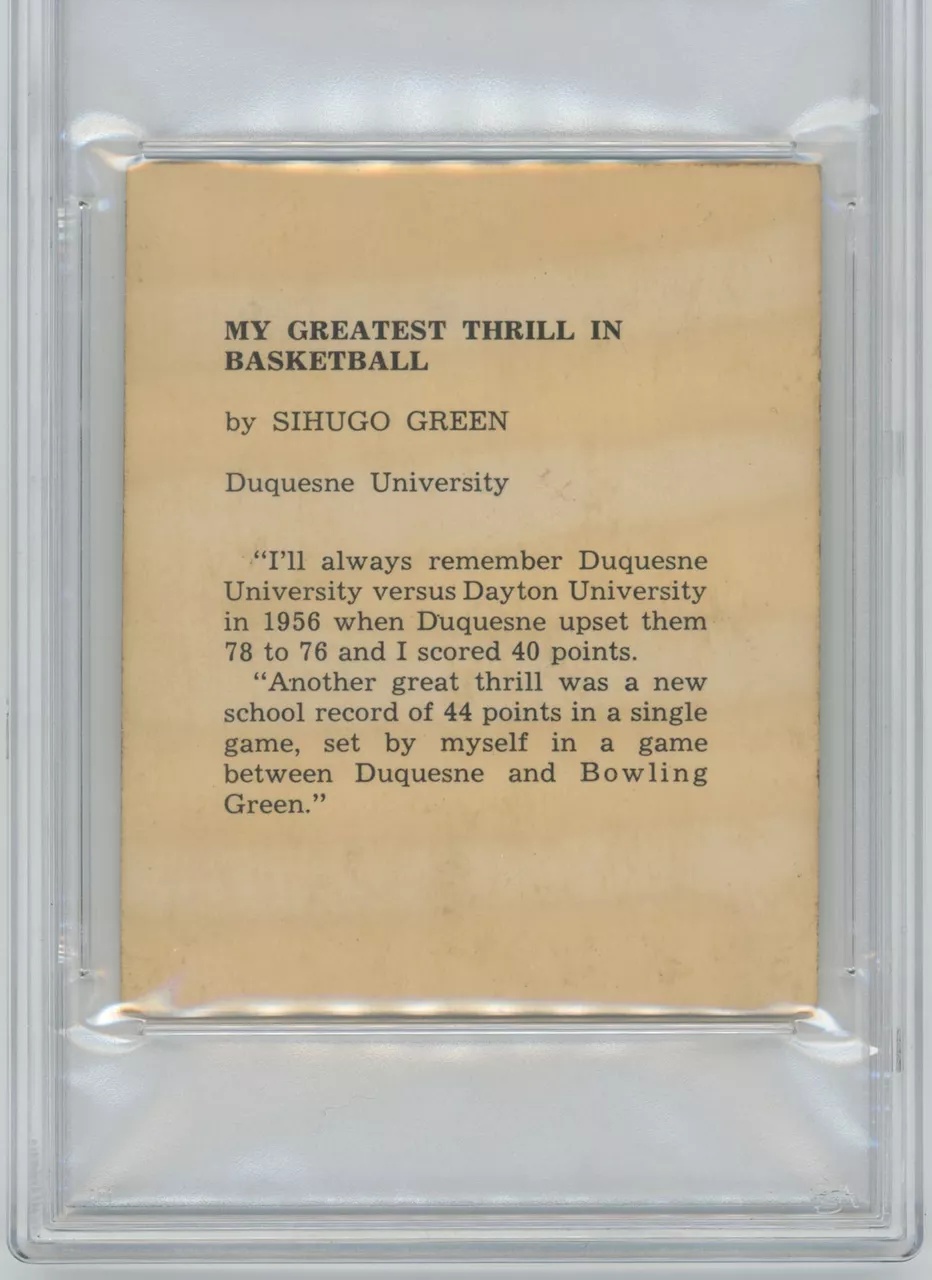 MY GREATEST THRILL IN
BASKETBALL
by SIHUGO GREEN
Duquesne University
“I’ll always remember Duquesne
University versus Dayton University
in 1956 when Duquesne upset them
78 to 76 and I scored 40 points.
“Another great thrill was a new
school record of 44 points in a single
game, set by myself in a game
between Duquesne and Bowling
Green.”